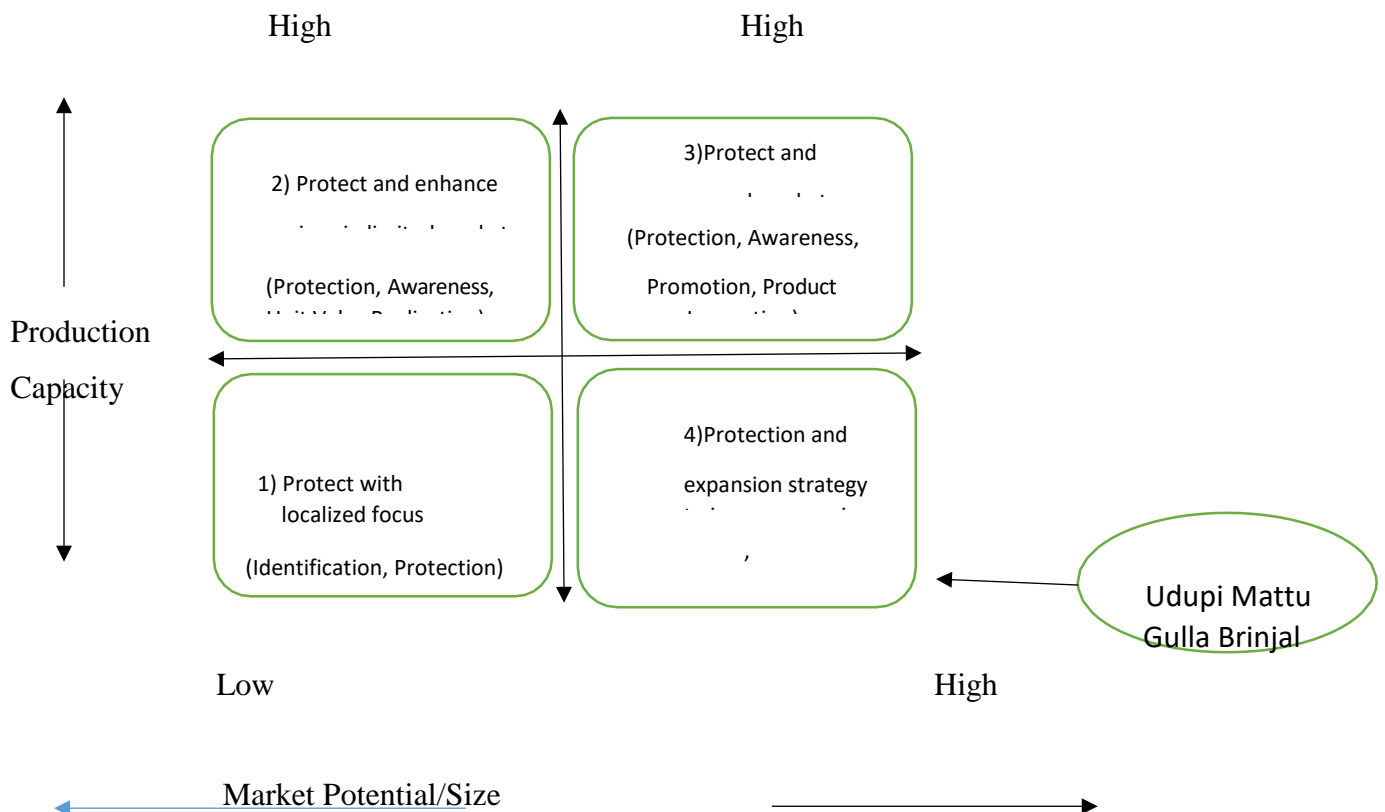 High
High
2) Protect and enhance
(Protection, Awareness,
3)Protect and
(Protection, Awareness,
Promotion, Product
Production
Capacity
1) Protect with
localized focus
(Identification, Protection)
4)Protection and
expansion strategy
,
Udupi Mattu
Gulla Brinjal
Low
High
Market Potential/Size